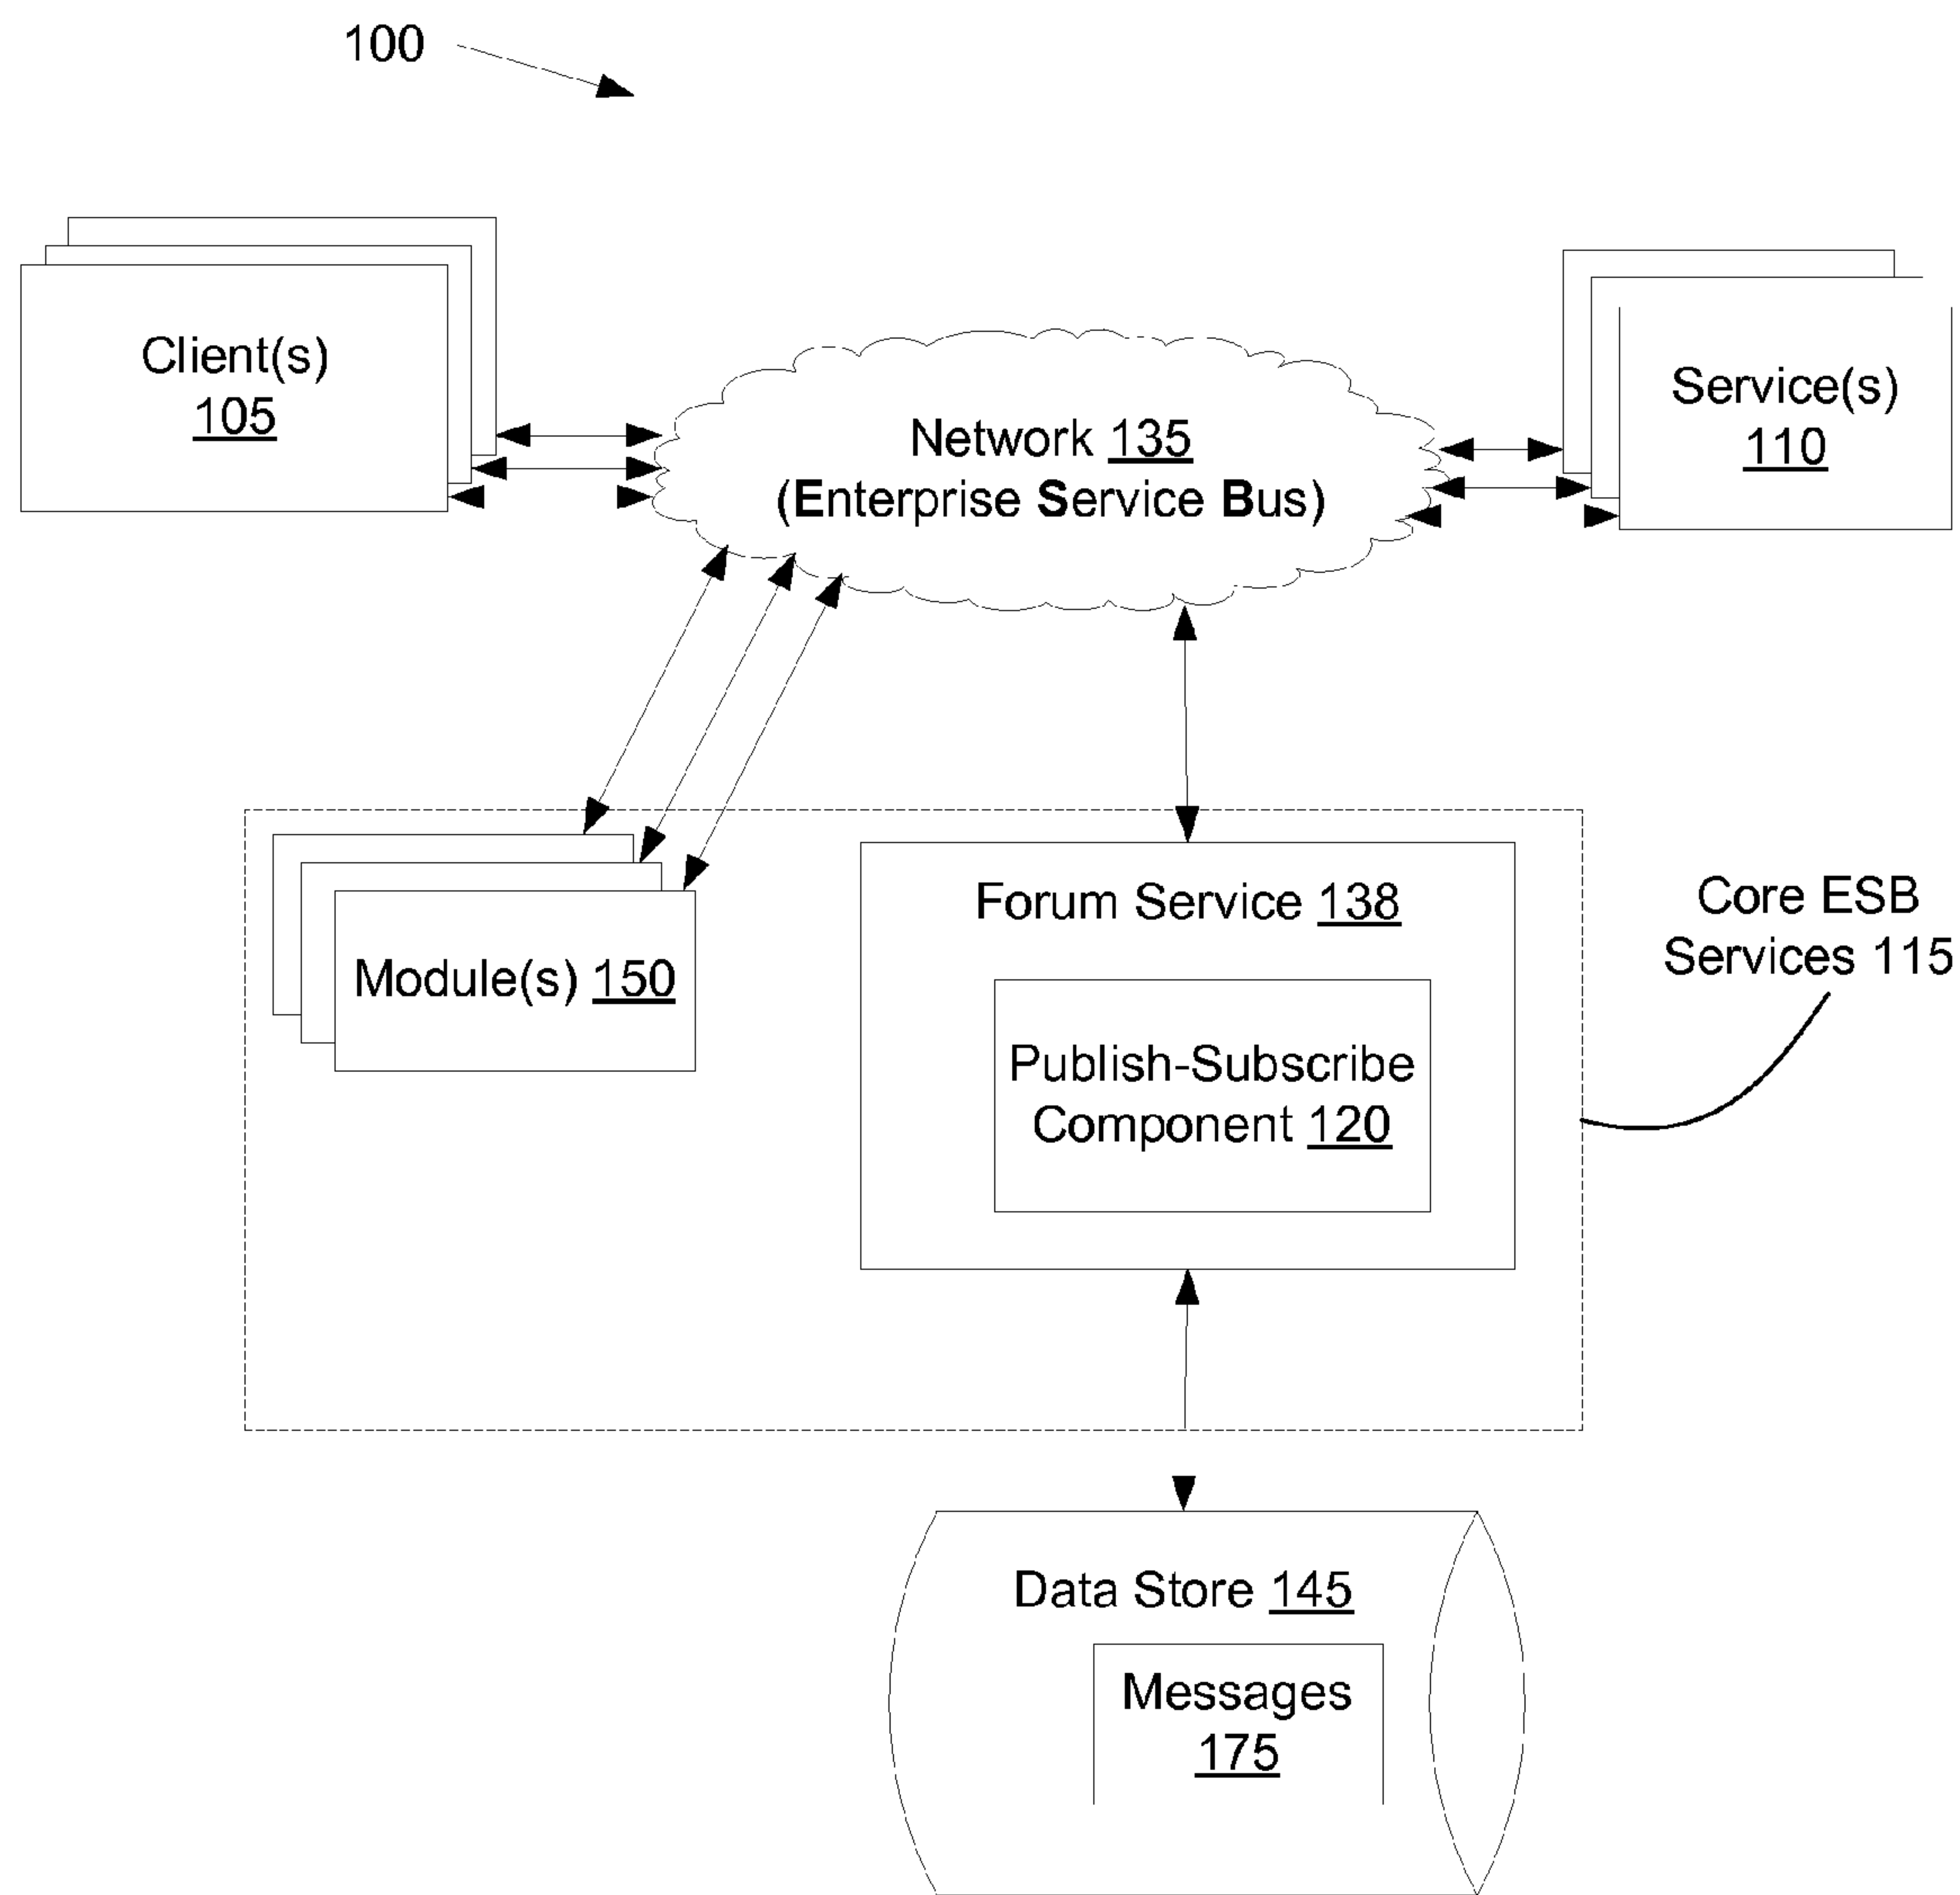 100
Client(s)
105
Network 135
(Enterprise Service Bus)
Service(s)
110
Module(s) 150
Forum Service 138
Publish-Subscribe
Component 120
Core ESB
Services 115
Data Store 145
Messages
175